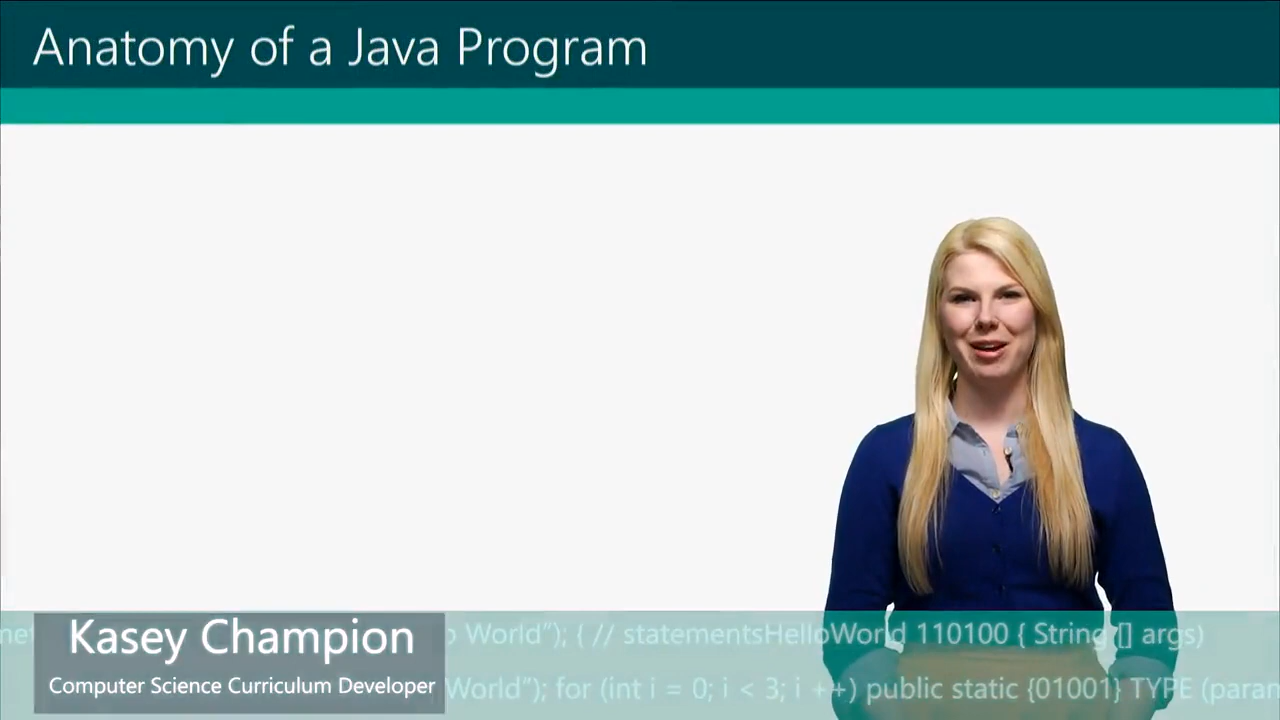 Anatomy of a Java Program
Kasey Champion
Computer Science Curriculum Developer
World"); { // statementsHelloWorld 110100 { String [] args)
World"); for (int i = 0; i < 3; i ++) public static {01001} TYPE (param